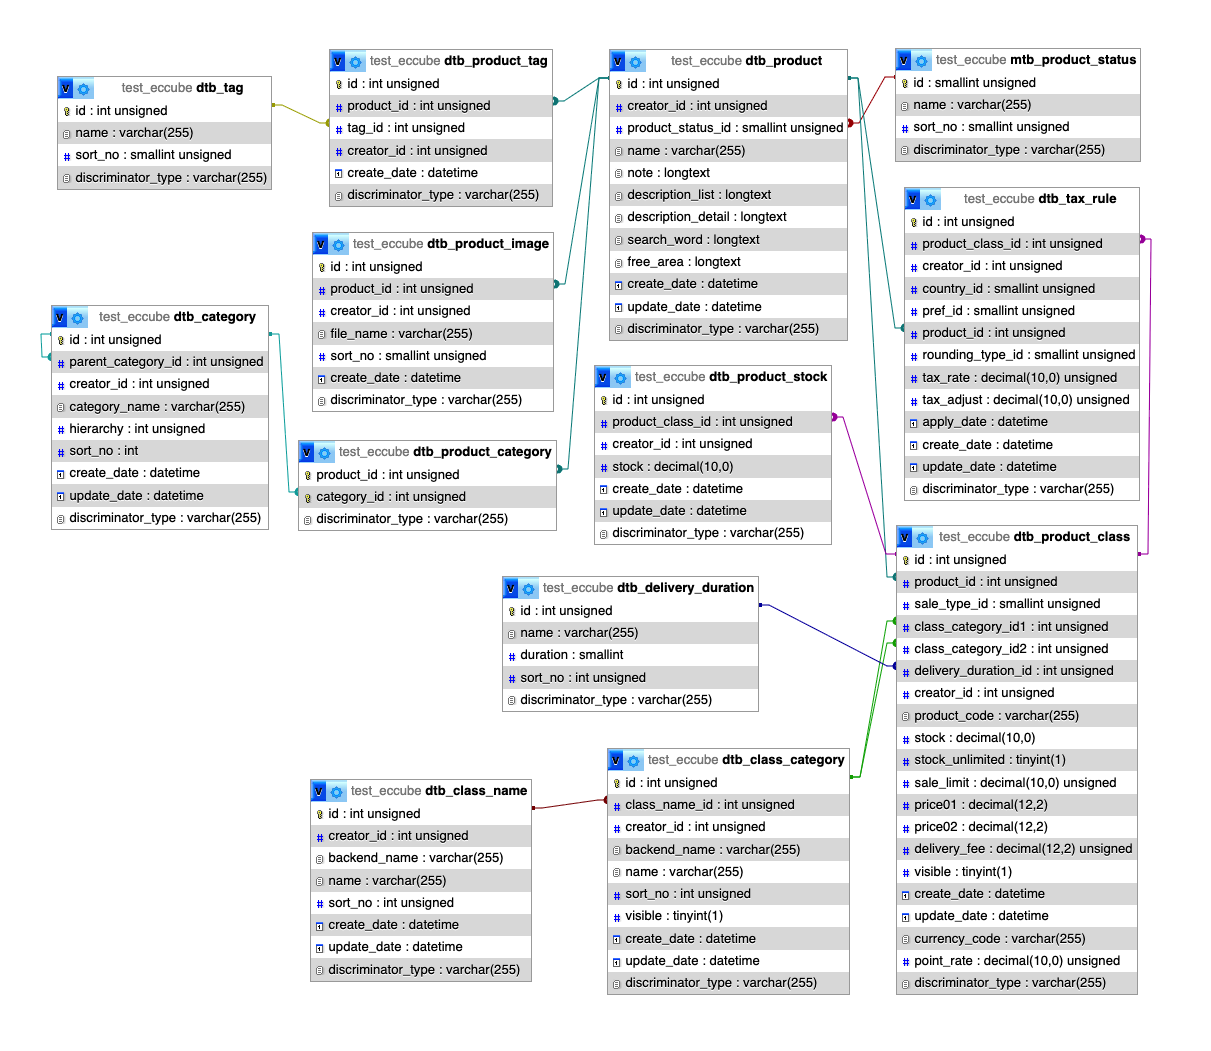 V test_eccube dtb_tag
id : int unsigned
name : varchar(255)
sort_no : smallint unsigned
discriminator_type : varchar(255)
V test_eccube dtb_product_tag
id : int unsigned
product_id : int unsigned
tag_id : int unsigned
creator_id : int unsigned
create_date : datetime
discriminator_type : varchar(255)
V test_eccube dtb_product
id : int unsigned
creator_id : int unsigned
product_status_id : smallint unsigned
name : varchar(255)
note : longtext
description_list : longtext
description_detail : longtext
search_word : longtext
free_area : longtext
create_date : datetime
update_date : datetime
discriminator_type : varchar(255)
V test_eccube mtb_product_status
id : smallint unsigned
name : varchar(255)
sort_no : smallint unsigned
discriminator_type : varchar(255)
V test_eccube dtb_tax_rule
id : int unsigned
product_class_id : int unsigned
creator_id : int unsigned
country_id : smallint unsigned
pref_id : smallint unsigned
product_id : int unsigned
rounding_type_id : smallint unsigned
tax_rate : decimal(10,0) unsigned
tax_adjust : decimal(10,0) unsigned
apply_date : datetime
create_date : datetime
update_date : datetime
discriminator_type : varchar(255)
V test_eccube dtb_product_image
id : int unsigned
product_id : int unsigned
creator_id : int unsigned
file_name : varchar(255)
sort_no : smallint unsigned
create_date : datetime
discriminator_type : varchar(255)
V test_eccube dtb_category
id : int unsigned
parent_category_id : int unsigned
creator_id : int unsigned
category_name : varchar(255)
hierarchy : int unsigned
sort_no : int
create_date : datetime
update_date : datetime
discriminator_type : varchar(255)
V test_eccube dtb_product_category
product_id : int unsigned
category_id : int unsigned
discriminator_type : varchar(255)
V test_eccube dtb_product_stock
id : int unsigned
product_class_id : int unsigned
creator_id : int unsigned
stock : decimal(10,0)
create_date : datetime
update_date : datetime
discriminator_type : varchar(255)
V test_eccube dtb_product_class
id : int unsigned
product_id : int unsigned
sale_type_id : smallint unsigned
class_category_id1 : int unsigned
class_category_id2 : int unsigned
delivery_duration_id : int unsigned
creator_id : int unsigned
product_code : varchar(255)
stock : decimal(10,0)
stock_unlimited : tinyint(1)
sale_limit : decimal(10,0) unsigned
price01 : decimal(12,2)
price02 : decimal(12,2)
delivery_fee : decimal(12,2) unsigned
visible : tinyint(1)
create_date : datetime
update_date : datetime
currency_code : varchar(255)
point_rate : decimal(10,0) unsigned
discriminator_type : varchar(255)
V test_eccube dtb_delivery_duration
id : int unsigned
name : varchar(255)
duration : smallint
sort_no : int unsigned
discriminator_type : varchar(255)
V test_eccube dtb_class_name
id : int unsigned
creator_id : int unsigned
backend_name : varchar(255)
name : varchar(255)
sort_no : int unsigned
create_date : datetime
update_date : datetime
discriminator_type : varchar(255)
V test_eccube dtb_class_category
id : int unsigned
class_name_id : int unsigned
creator_id : int unsigned
backend_name : varchar(255)
name : varchar(255)
sort_no : int unsigned
visible : tinyint(1)
create_date : datetime
update_date : datetime
discriminator_type : varchar(255)